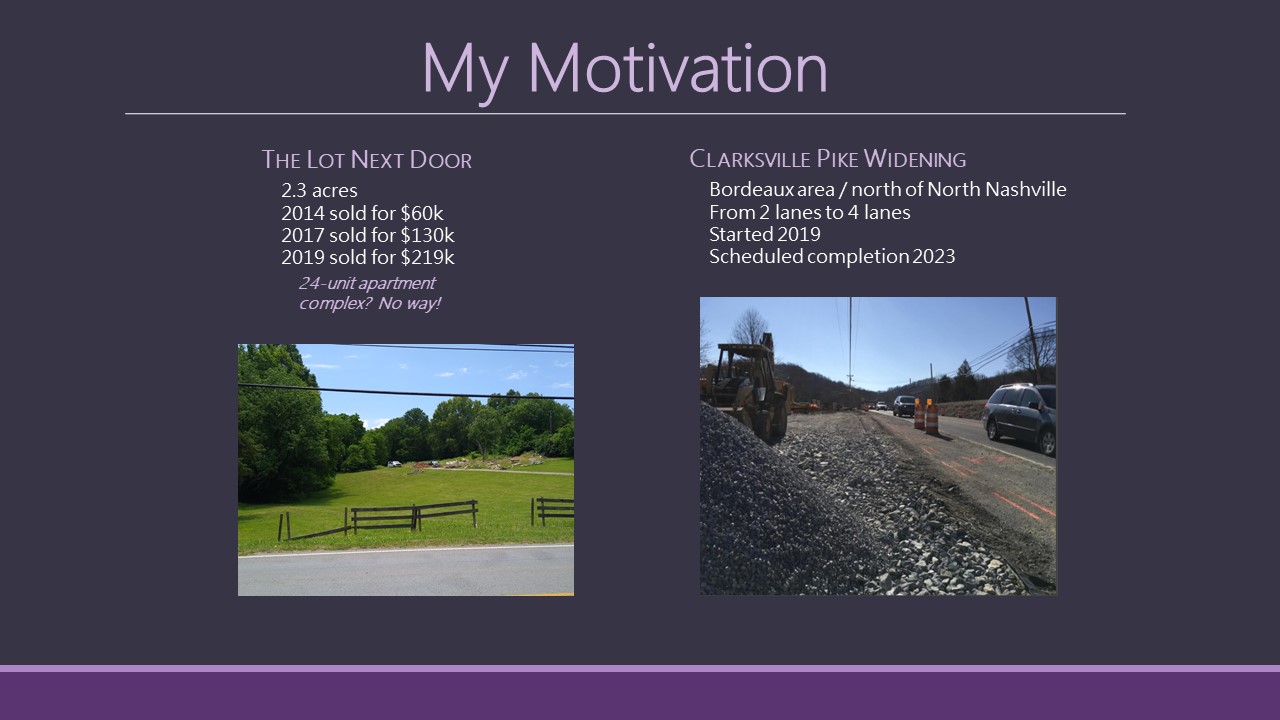 My Motivation
The Lot Next Door
2.3 acres
2014 sold for $60k
2017 sold for $130k
2019 sold for $219k
24-unit apartment
complex? No way!
Clarksville Pike Widening
Bordeaux area / north of North Nashville
From 2 lanes to 4 lanes
Started 2019
Scheduled completion 2023